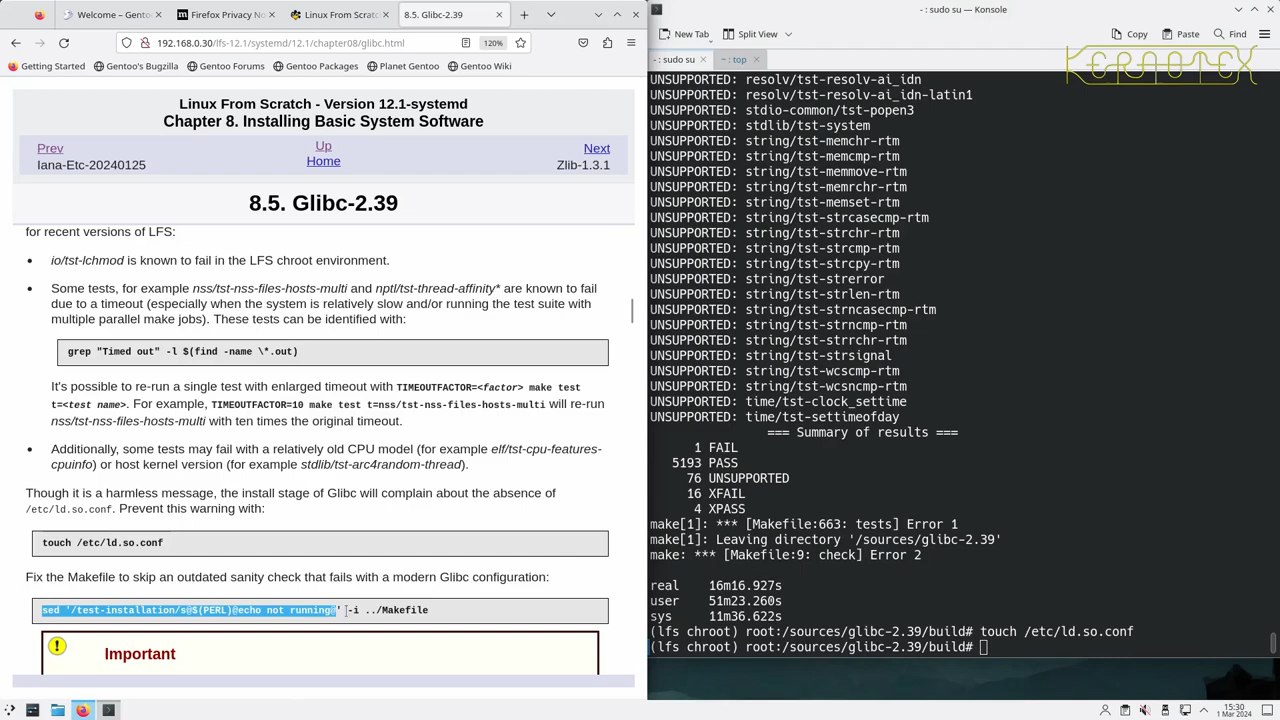 Welcome – Gentoo
Firefox Privacy No
Linux From Scratch
8.5. Glibc-2.39
192.168.0.30/lfs-12.1/systemd/12.1/chapter08/glibc.html
120%
Getting Started
Gentoo's Bugzilla
Gentoo Forums
Gentoo Packages
Planet Gentoo
Gentoo Wiki
Linux From Scratch - Version 12.1-systemd
Chapter 8. Installing Basic System Software
Prev
Up
Next
Iana-Etc-20240125
Home
Zlib-1.3.1
8.5. Glibc-2.39
for recent versions of LFS:
• io/tst-lchmod is known to fail in the LFS chroot environment.
• Some tests, for example nss/tst-nss-files-hosts-multi and nptl/tst-thread-affinity* are known to fail
due to a timeout (especially when the system is relatively slow and/or running the test suite with
multiple parallel make jobs). These tests can be identified with:
grep "Timed out" -l $(find -name \*.out)
It's possible to re-run a single test with enlarged timeout with TIMEOUTFACTOR=<factor> make test
t=<test name>. For example, TIMEOUTFACTOR=10 make test t=nss/tst-nss-files-hosts-multi will re-run
nss/tst-nss-files-hosts-multi with ten times the original timeout.
• Additionally, some tests may fail with a relatively old CPU model (for example elf/tst-cpu-features-
cpuinfo) or host kernel version (for example stdlib/tst-arc4random-thread).
Though it is a harmless message, the install stage of Glibc will complain about the absence of
/etc/ld.so.conf. Prevent this warning with:
touch /etc/ld.so.conf
Fix the Makefile to skip an outdated sanity check that fails with a modern Glibc configuration:
sed '/test-installation/s@$(PERL)@echo not running@' -i ../Makefile
Important
- : sudo su — Konsole
New Tab
Split View
Copy
Paste
Find
- : sudo su
~ : top
KERNOTEX
UNSUPPORTED: resolv/tst-resolv-ai_idn
UNSUPPORTED: resolv/tst-resolv-ai_idn-latin1
UNSUPPORTED: stdio-common/tst-popen3
UNSUPPORTED: stdlib/tst-system
UNSUPPORTED: string/tst-memchr-rtm
UNSUPPORTED: string/tst-memcmp-rtm
UNSUPPORTED: string/tst-memmove-rtm
UNSUPPORTED: string/tst-memrchr-rtm
UNSUPPORTED: string/tst-memset-rtm
UNSUPPORTED: string/tst-strcasecmp-rtm
UNSUPPORTED: string/tst-strchr-rtm
UNSUPPORTED: string/tst-strcmp-rtm
UNSUPPORTED: string/tst-strcpy-rtm
UNSUPPORTED: string/tst-strerror
UNSUPPORTED: string/tst-strlen-rtm
UNSUPPORTED: string/tst-strncasecmp-rtm
UNSUPPORTED: string/tst-strncmp-rtm
UNSUPPORTED: string/tst-strrchr-rtm
UNSUPPORTED: string/tst-strsignal
UNSUPPORTED: string/tst-wcscmp-rtm
UNSUPPORTED: string/tst-wcsncmp-rtm
UNSUPPORTED: time/tst-clock_settime
UNSUPPORTED: time/tst-settimeofday
=== Summary of results ===
1 FAIL
5193 PASS
76 UNSUPPORTED
16 XFAIL
4 XPASS
make[1]: *** [Makefile:663: tests] Error 1
make[1]: Leaving directory '/sources/glibc-2.39'
make: *** [Makefile:9: check] Error 2
real 16m16.927s
user 51m23.260s
sys 11m36.622s
(lfs chroot) root:/sources/glibc-2.39/build# touch /etc/ld.so.conf
(lfs chroot) root:/sources/glibc-2.39/build#
15:30
1 Mar 2024